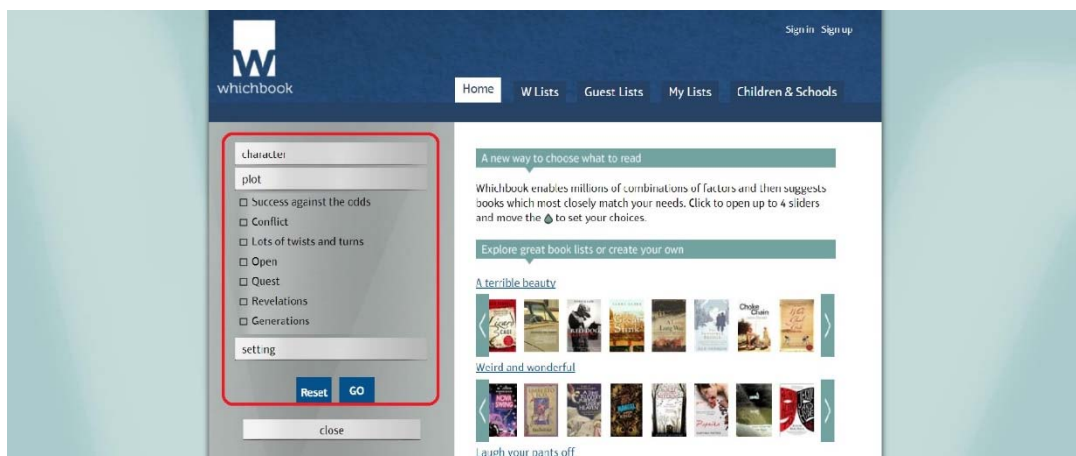 Sign in Sign up
W
whichbook
Home W Lists Guest Lists My Lists Children & Schools
character
plot
Success against the odds
Conflict
Lots of twists and turns
Open
Quest
Revelations
Generations
setting
Reset GO
close
A new way to choose what to read
Whichbook enables millions of combinations of factors and then suggests
books which most closely match your needs. Click to open up to 4 sliders
and move the to set your choices.
Explore great book lists or create your own
A terrible beauty
Choke
Chain
Weird and wonderful
Laugh your pants off